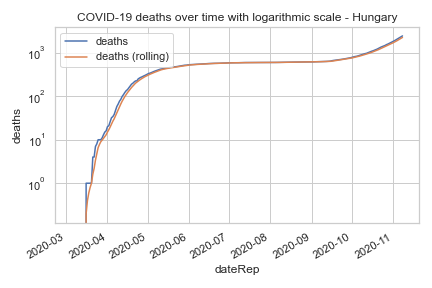 COVID-19 deaths over time with logarithmic scale - Hungary
deaths
deaths (rolling)
10³
10²
10¹
10⁰
deaths
2020-03
2020-04
2020-05
2020-06
2020-07
2020-08
2020-09
2020-10
2020-11
dateRep